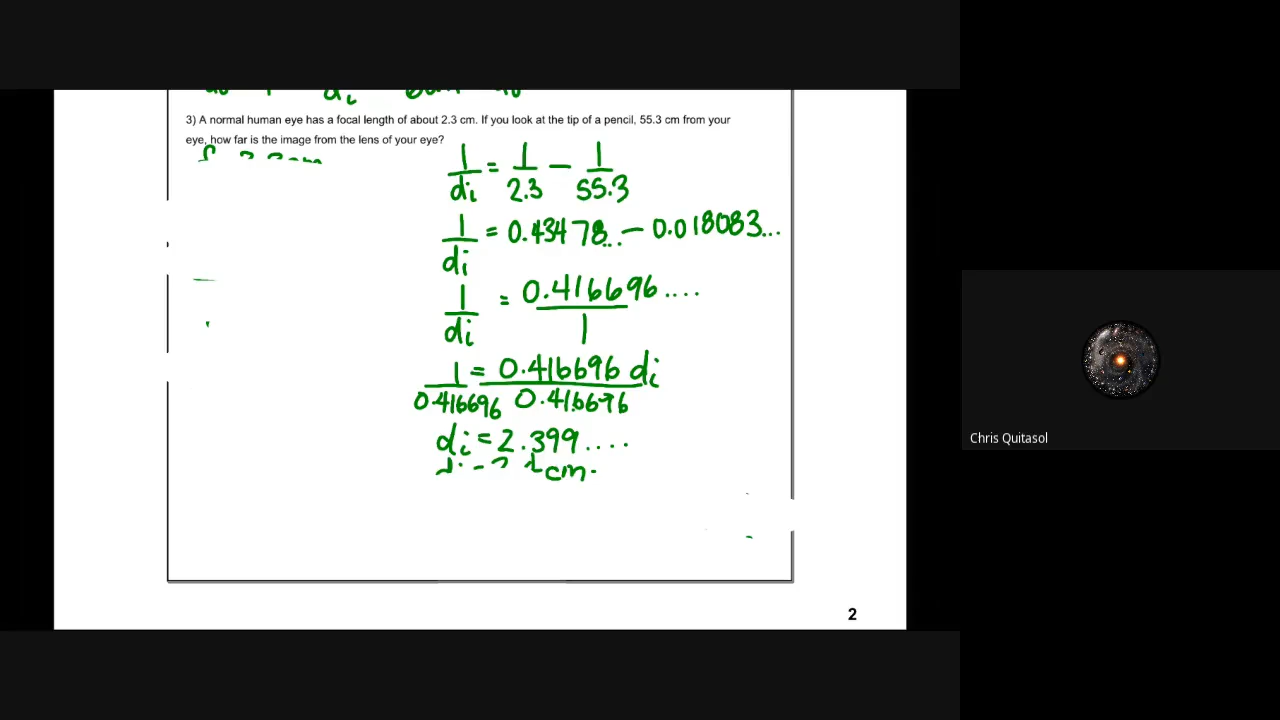 3) A normal human eye has a focal length of about 2.3 cm. If you look at the tip of a pencil, 55.3 cm from your
eye, how far is the image from the lens of your eye?
1/di = 1/2.3 - 1/55.3
1/di = 0.43478... - 0.018083...
1/di = 0.416696..../1
1/0.416696 = 0.416696 di/0.416696
di = 2.399....
cm.
2
Chris Quitasol